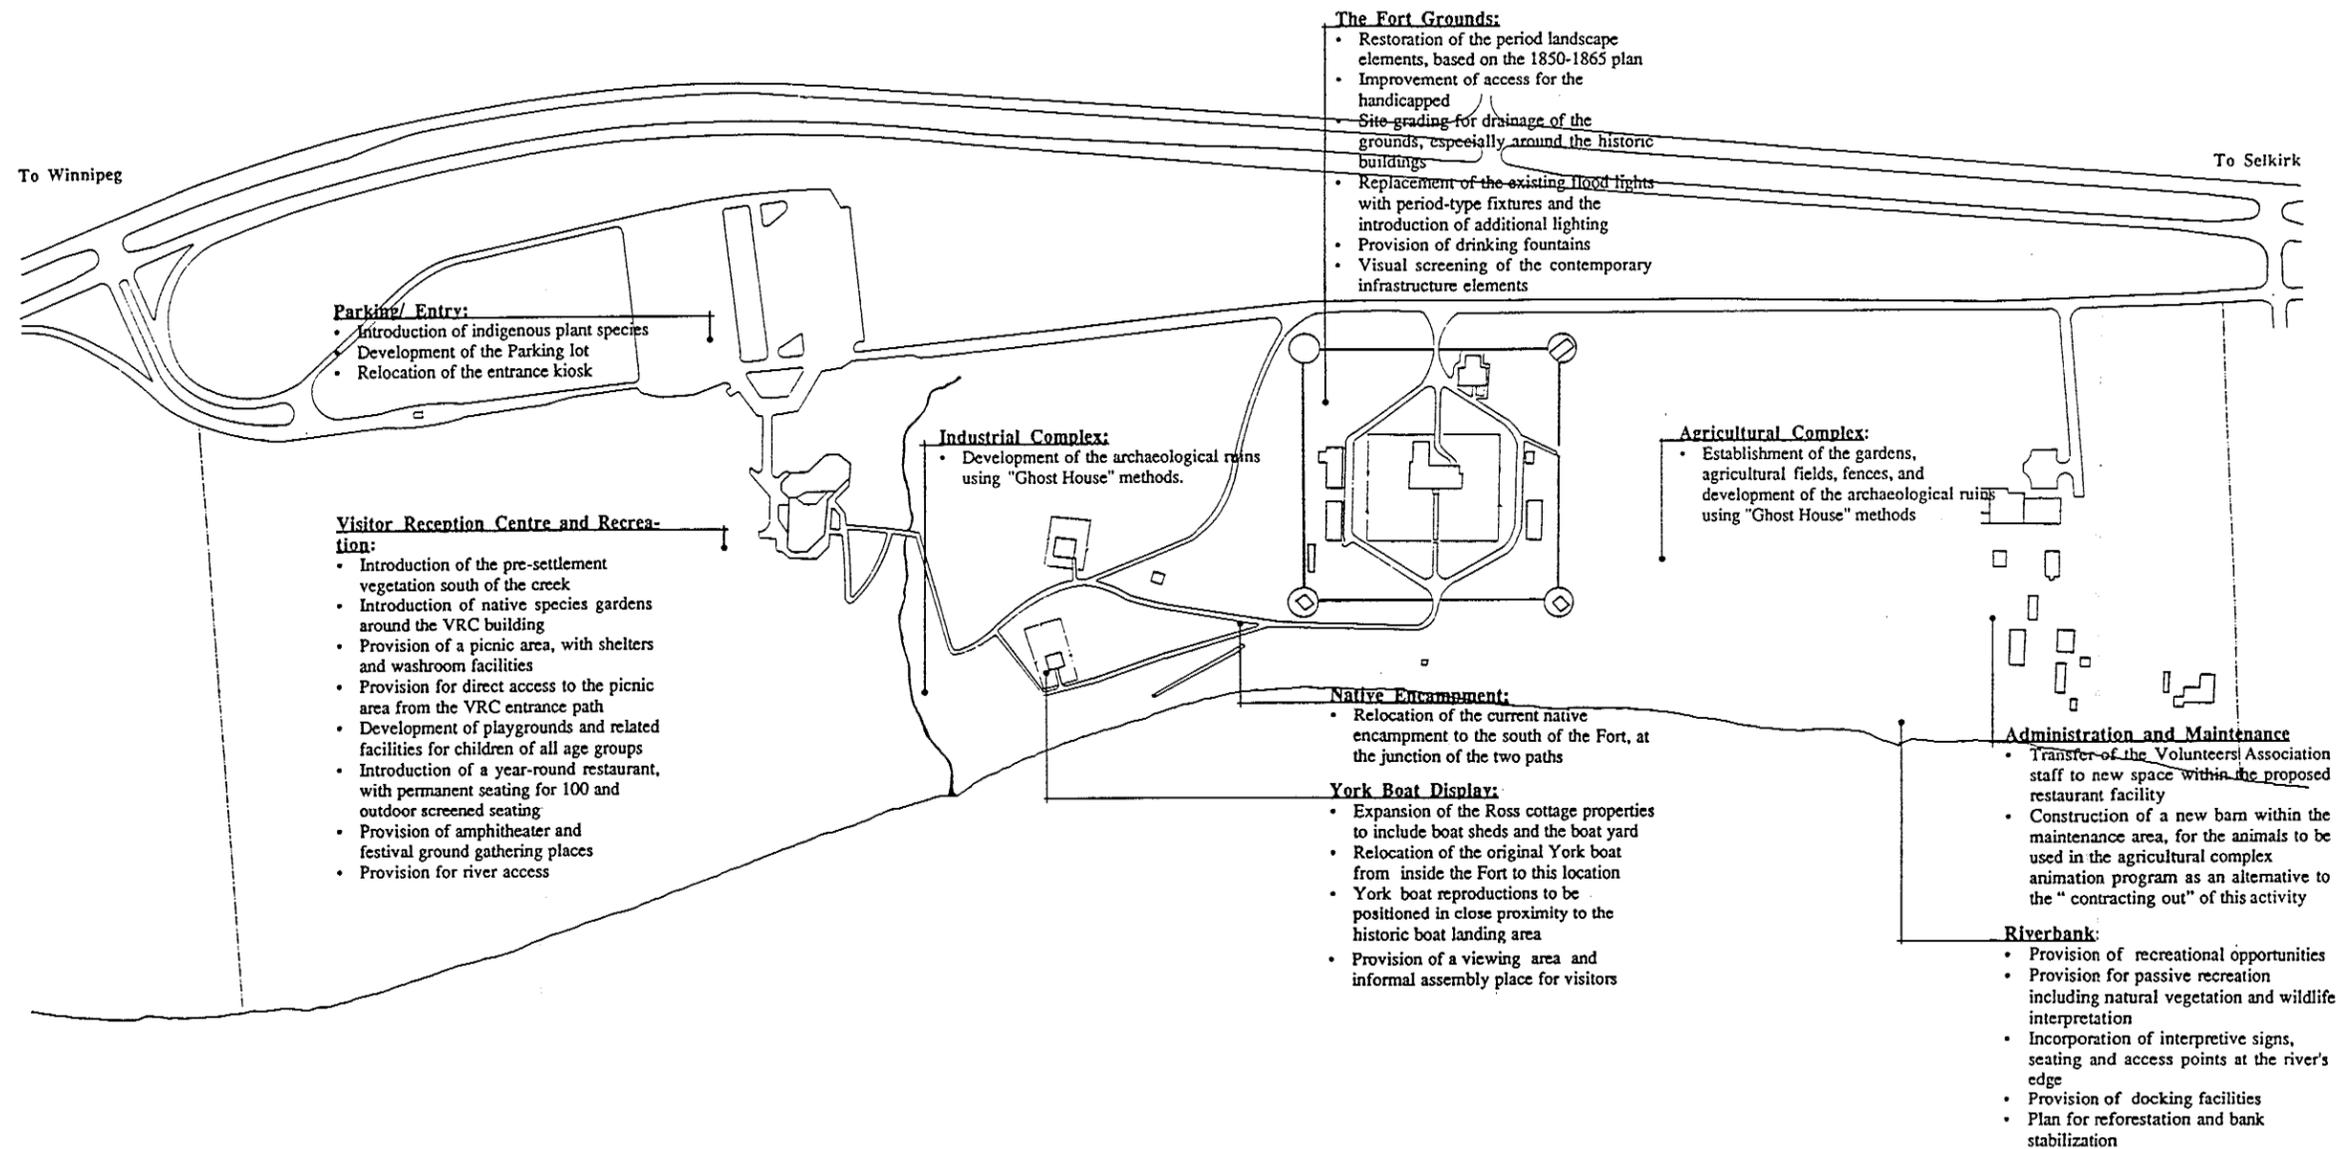 The Fort Grounds:
• Restoration of the period landscape
elements, based on the 1850-1865 plan
• Improvement of access for the
handicapped
• Site grading for drainage of the
grounds, especially around the historic
buildings
• Replacement of the existing flood lights
with period-type fixtures and the
introduction of additional lighting
• Provision of drinking fountains
• Visual screening of the contemporary
infrastructure elements
To Winnipeg
To Selkirk
Parking/ Entry:
• Introduction of indigenous plant species
• Development of the Parking lot
• Relocation of the entrance kiosk
Industrial Complex:
• Development of the archaeological ruins
using "Ghost House" methods.
Agricultural Complex:
• Establishment of the gardens,
agricultural fields, fences, and
development of the archaeological ruins
using "Ghost House" methods
Visitor Reception Centre and Recrea-
tion:
• Introduction of the pre-settlement
vegetation south of the creek
• Introduction of native species gardens
around the VRC building
• Provision of a picnic area, with shelters
and washroom facilities
• Provision for direct access to the picnic
area from the VRC entrance path
• Development of playgrounds and related
facilities for children of all age groups
• Introduction of a year-round restaurant,
with permanent seating for 100 and
outdoor screened seating
• Provision of amphitheater and
festival ground gathering places
• Provision for river access
Native Encampment:
• Relocation of the current native
encampment to the south of the Fort, at
the junction of the two paths
York Boat Display:
• Expansion of the Ross cottage properties
to include boat sheds and the boat yard
• Relocation of the original York boat
from inside the Fort to this location
• York boat reproductions to be
positioned in close proximity to the
historic boat landing area
• Provision of a viewing area and
informal assembly place for visitors
Administration and Maintenance
• Transfer of the Volunteers Association
staff to new space within the proposed
restaurant facility
• Construction of a new barn within the
maintenance area, for the animals to be
used in the agricultural complex
animation program as an alternative to
the “ contracting out” of this activity
Riverbank:
• Provision of recreational opportunities
• Provision for passive recreation
including natural vegetation and wildlife
interpretation
• Incorporation of interpretive signs,
seating and access points at the river's
edge
• Provision of docking facilities
• Plan for reforestation and bank
stabilization